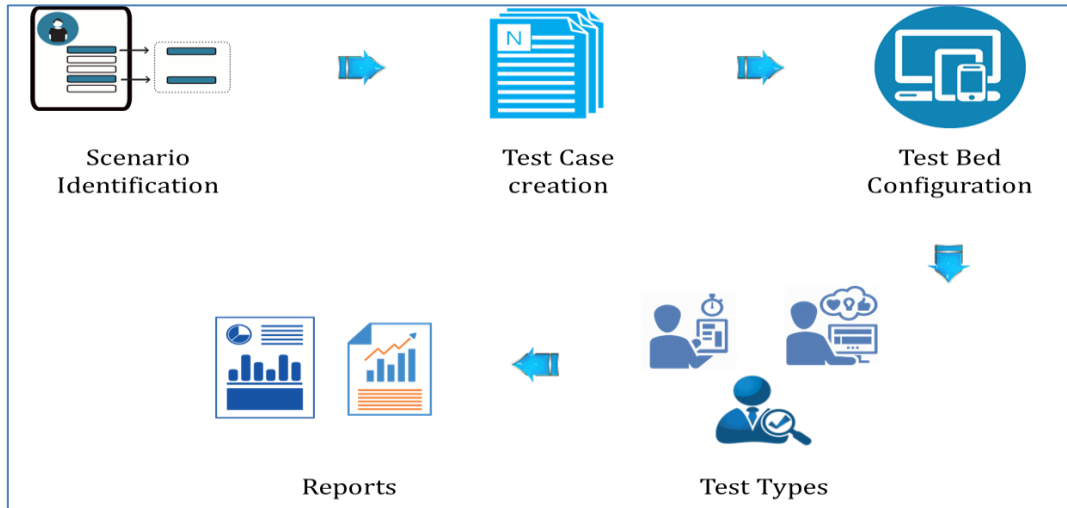 N
Scenario
Identification
Test Case
creation
Test Bed
Configuration
Reports
Test Types